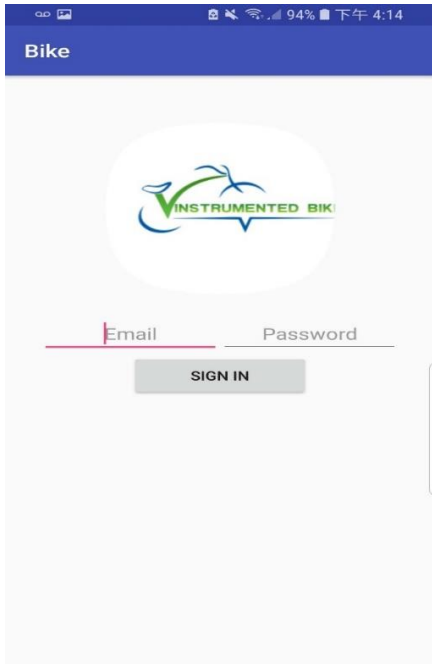 94% 下午 4:14
Bike
INSTRUMENTED BIK
Email Password
SIGN IN